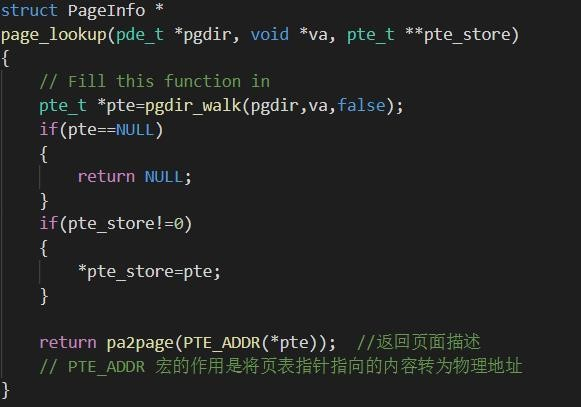 struct PageInfo *
page_lookup(pde_t *pgdir, void *va, pte_t **pte_store)
{
    // Fill this function in
    pte_t *pte=pgdir_walk(pgdir,va,false);
    if(pte==NULL)
    {
        return NULL;
    }
    if(pte_store!=0)
    {
        *pte_store=pte;
    }

    return pa2page(PTE_ADDR(*pte));  //返回页面描述
    // PTE_ADDR 宏的作用是将页表指针指向的内容转为物理地址
}